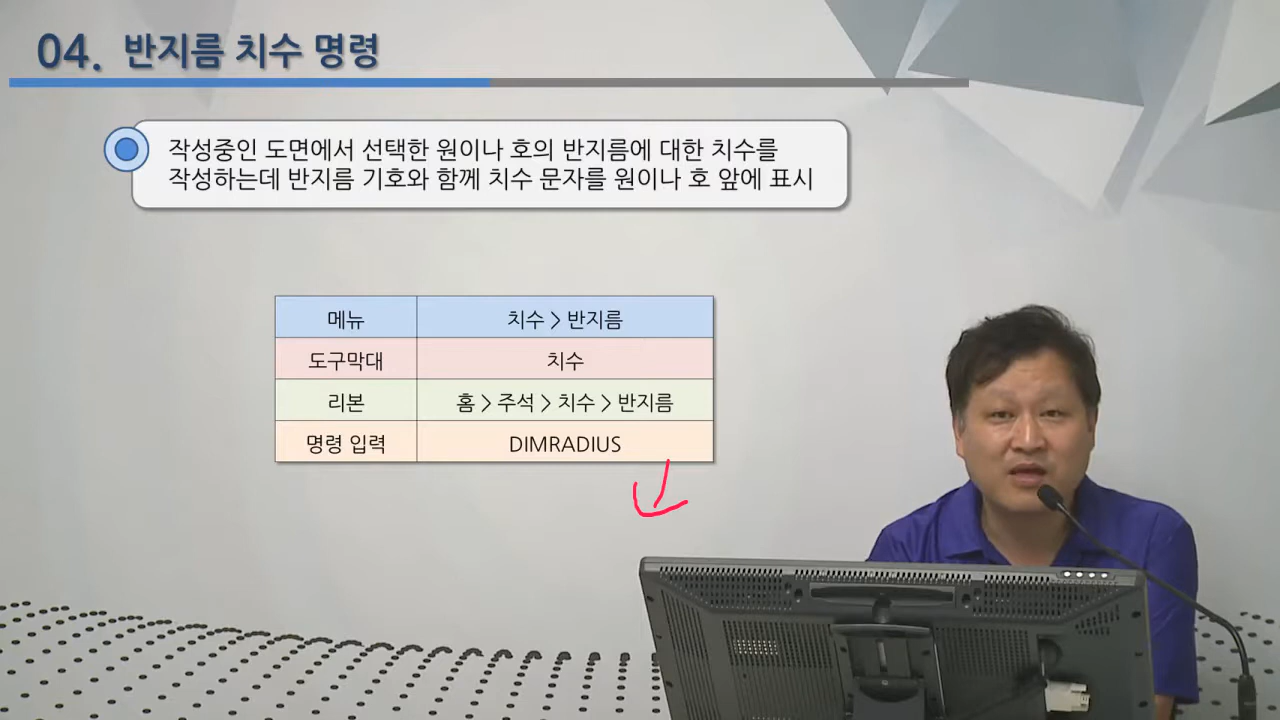 04. 반지름 치수 명령
작성중인 도면에서 선택한 원이나 호의 반지름에 대한 치수를
작성하는데 반지름 기호와 함께 치수 문자를 원이나 호 앞에 표시
메뉴 치수 > 반지름
도구막대 치수
리본 홈 > 주석 > 치수 > 반지름
명령 입력 DIMRADIUS